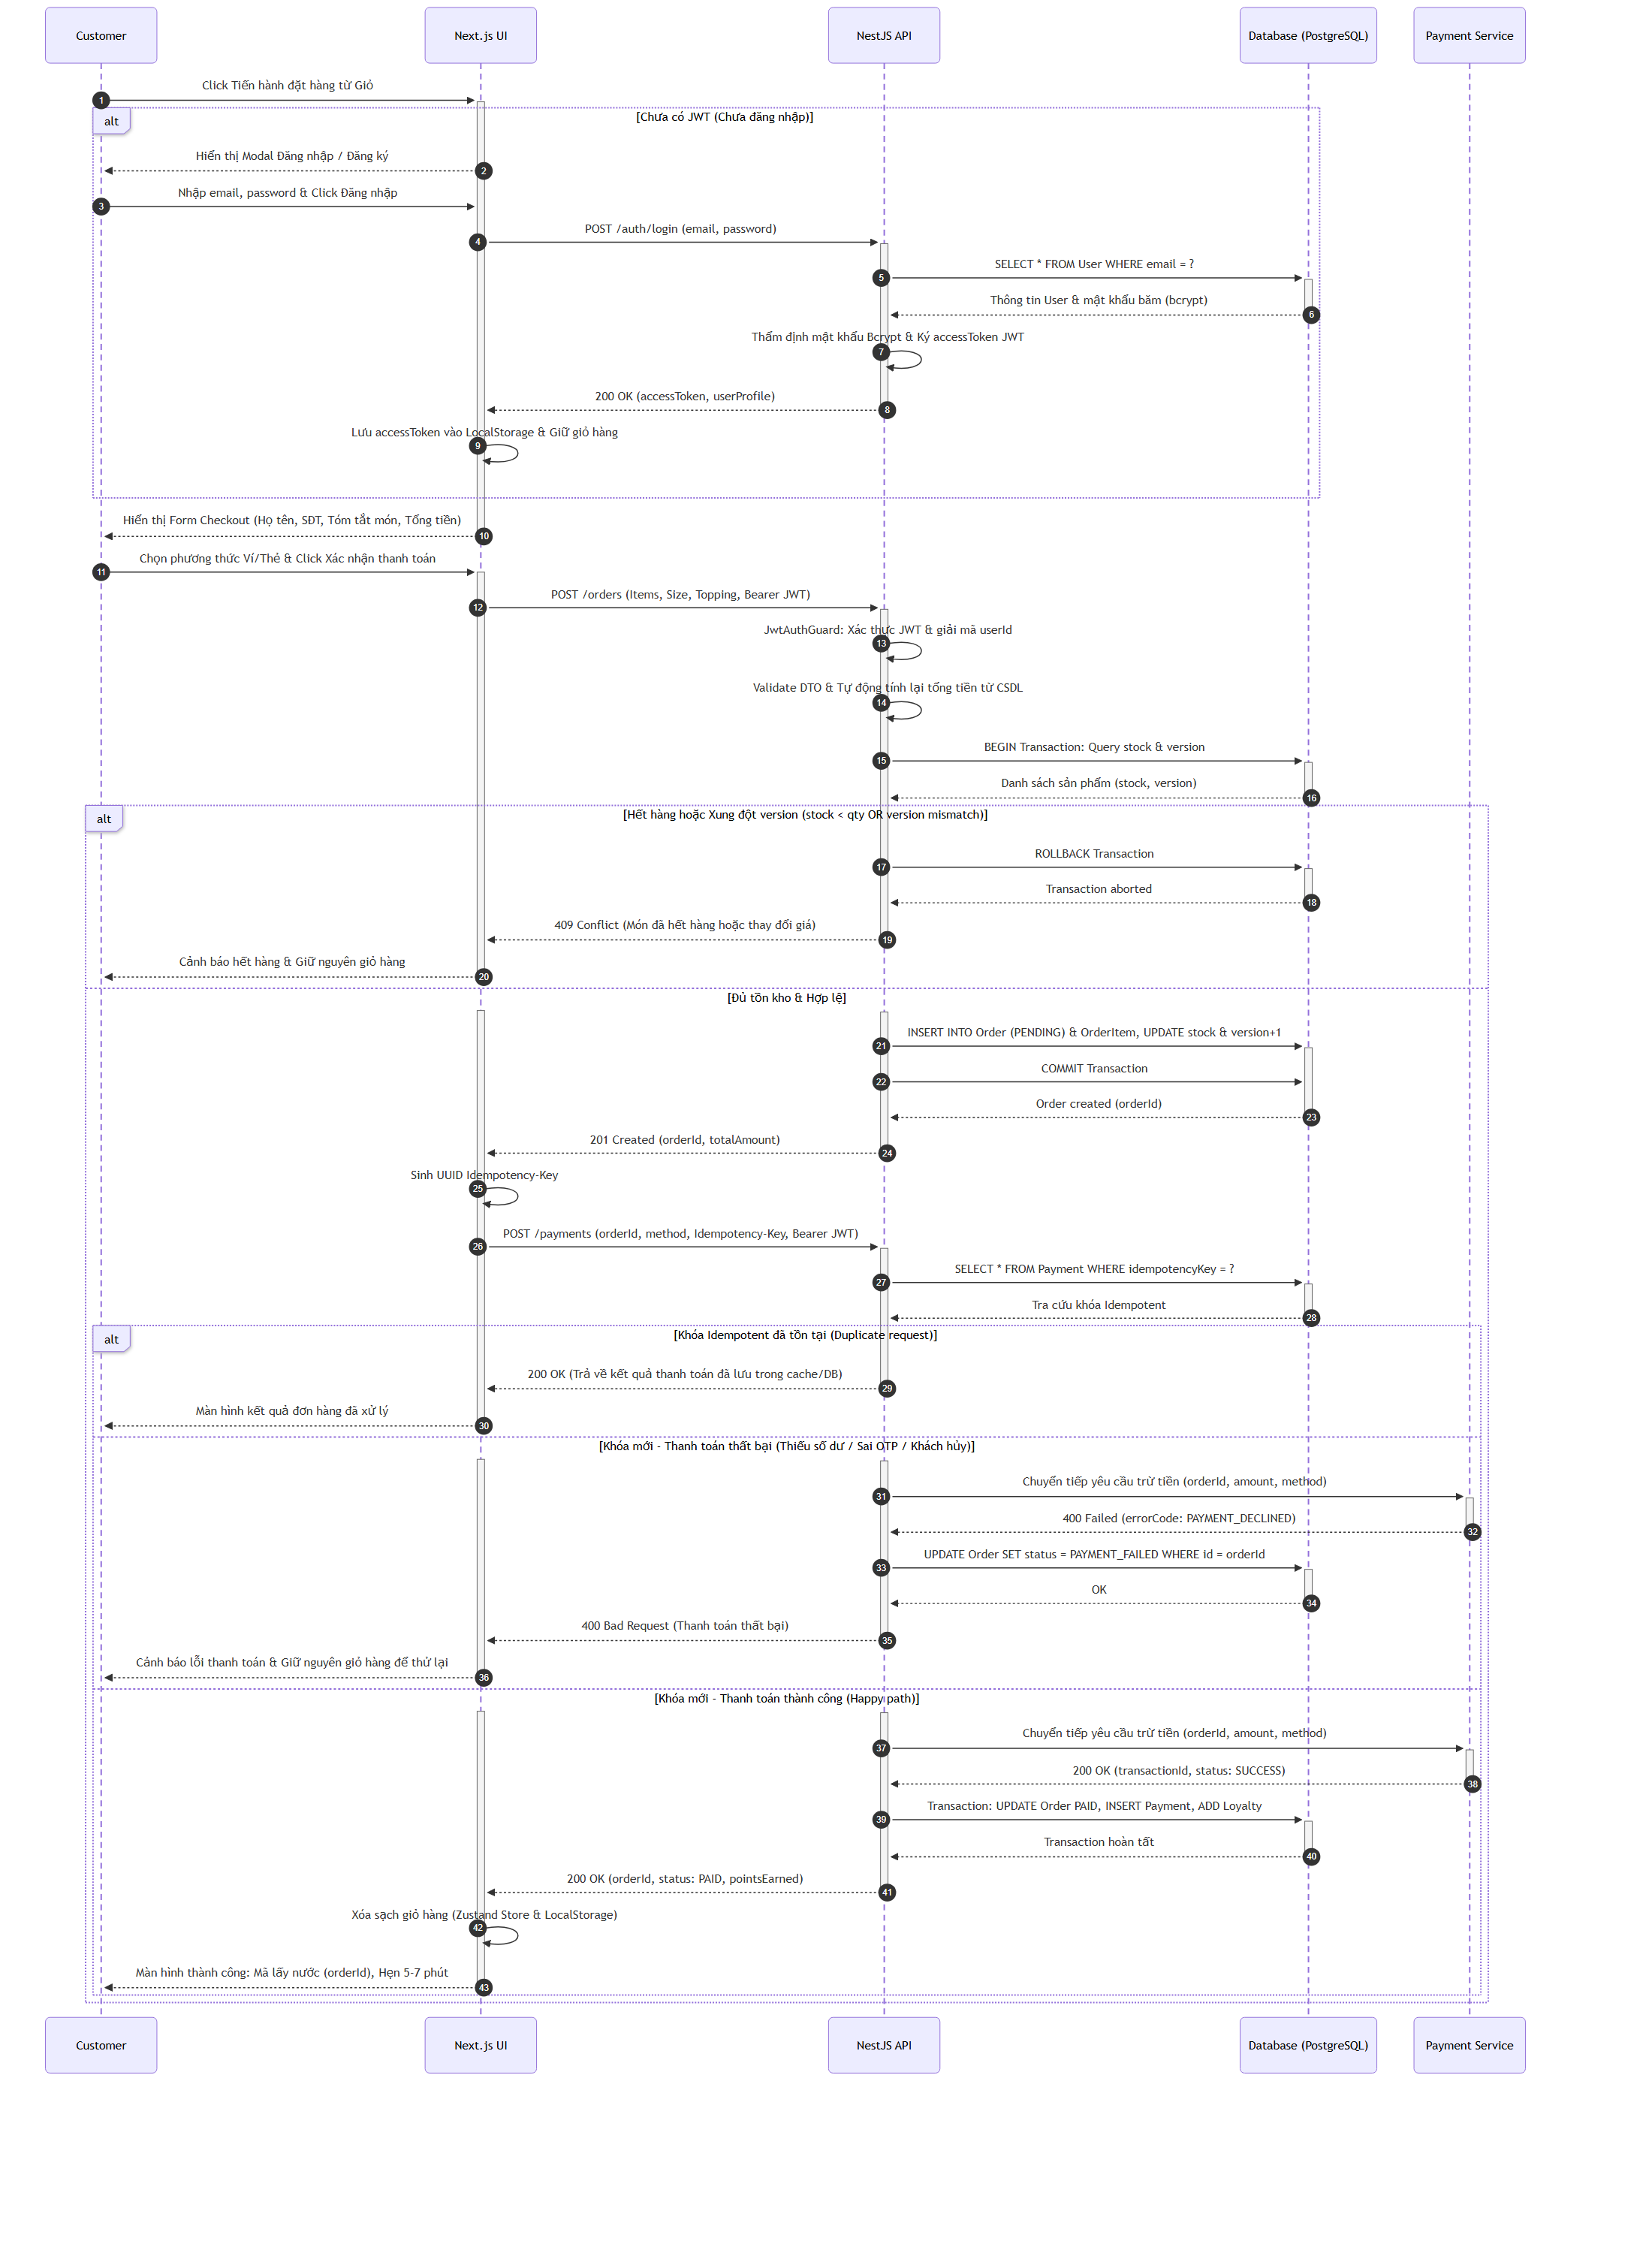 Customer
Next.js UI
NestJS API
Database (PostgreSQL)
Payment Service
Click Tiến hành đặt hàng từ Giỏ
1
alt
[Chưa có JWT (Chưa đăng nhập)]
Hiển thị Modal Đăng nhập / Đăng ký
2
Nhập email, password & Click Đăng nhập
3
POST /auth/login (email, password)
4
SELECT * FROM User WHERE email = ?
5
Thông tin User & mật khẩu băm (bcrypt)
6
Thẩm định mật khẩu Bcrypt & Ký accessToken JWT
7
200 OK (accessToken, userProfile)
8
Lưu accessToken vào LocalStorage & Giữ giỏ hàng
9
Hiển thị Form Checkout (Họ tên, SĐT, Tóm tắt món, Tổng tiền)
10
Chọn phương thức Ví/Thẻ & Click Xác nhận thanh toán
11
POST /orders (Items, Size, Topping, Bearer JWT)
12
JwtAuthGuard: Xác thực JWT & giải mã userId
13
Validate DTO & Tự động tính lại tổng tiền từ CSDL
14
BEGIN Transaction: Query stock & version
15
Danh sách sản phẩm (stock, version)
16
alt
[Hết hàng hoặc Xung đột version (stock < qty OR version mismatch)]
ROLLBACK Transaction
17
Transaction aborted
18
409 Conflict (Món đã hết hàng hoặc thay đổi giá)
19
Cảnh báo hết hàng & Giữ nguyên giỏ hàng
20
[Đủ tồn kho & Hợp lệ]
INSERT INTO Order (PENDING) & OrderItem, UPDATE stock & version+1
21
COMMIT Transaction
22
Order created (orderId)
23
201 Created (orderId, totalAmount)
24
Sinh UUID Idempotency-Key
25
POST /payments (orderId, method, Idempotency-Key, Bearer JWT)
26
SELECT * FROM Payment WHERE idempotencyKey = ?
27
Tra cứu khóa Idempotent
28
alt
[Khóa Idempotent đã tồn tại (Duplicate request)]
200 OK (Trả về kết quả thanh toán đã lưu trong cache/DB)
29
Màn hình kết quả đơn hàng đã xử lý
30
[Khóa mới - Thanh toán thất bại (Thiếu số dư / Sai OTP / Khách hủy)]
Chuyển tiếp yêu cầu trừ tiền (orderId, amount, method)
31
400 Failed (errorCode: PAYMENT_DECLINED)
32
UPDATE Order SET status = PAYMENT_FAILED WHERE id = orderId
33
OK
34
400 Bad Request (Thanh toán thất bại)
35
Cảnh báo lỗi thanh toán & Giữ nguyên giỏ hàng để thử lại
36
[Khóa mới - Thanh toán thành công (Happy path)]
Chuyển tiếp yêu cầu trừ tiền (orderId, amount, method)
37
200 OK (transactionId, status: SUCCESS)
38
Transaction: UPDATE Order PAID, INSERT Payment, ADD Loyalty
39
Transaction hoàn tất
40
200 OK (orderId, status: PAID, pointsEarned)
41
Xóa sạch giỏ hàng (Zustand Store & LocalStorage)
42
Màn hình thành công: Mã lấy nước (orderId), Hẹn 5-7 phút
43
Customer
Next.js UI
NestJS API
Database (PostgreSQL)
Payment Service